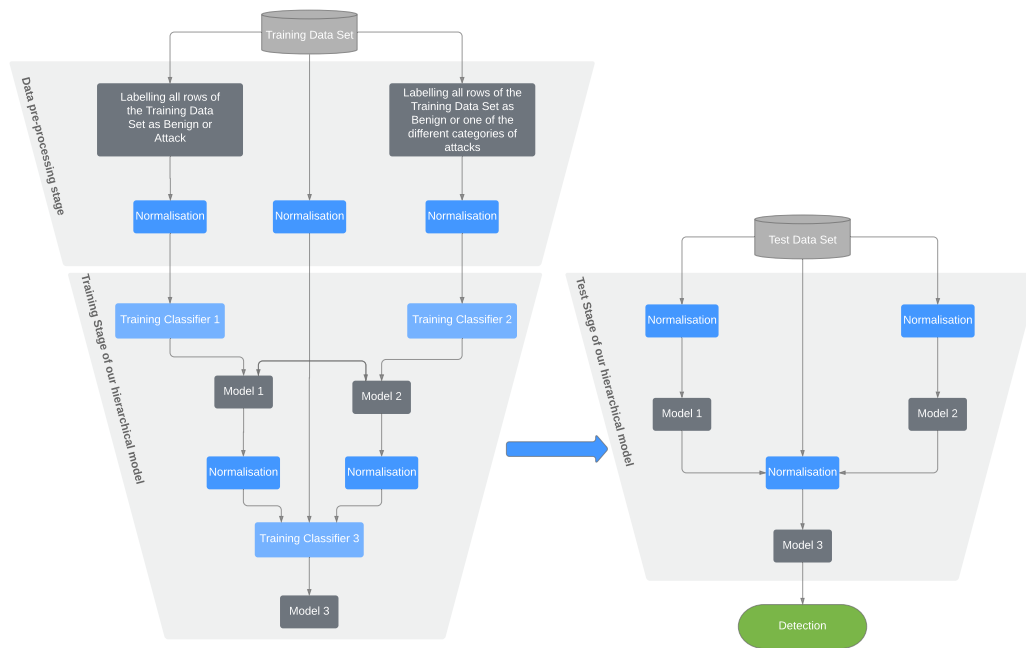 Training Data Set
Data pre-processing stage
Labelling all rows of
the Training Data
Set as Benign or
Attack
Labelling all rows of the
Training Data Set as
Benign or one of the
different categories of
attacks
Normalisation
Normalisation
Normalisation
Training Stage of our hierarchical model
Training Classifier 1
Training Classifier 2
Model 1
Model 2
Normalisation
Normalisation
Training Classifier 3
Model 3
Test Data Set
Test Stage of our hierarchical model
Normalisation
Normalisation
Model 1
Model 2
Normalisation
Model 3
Detection